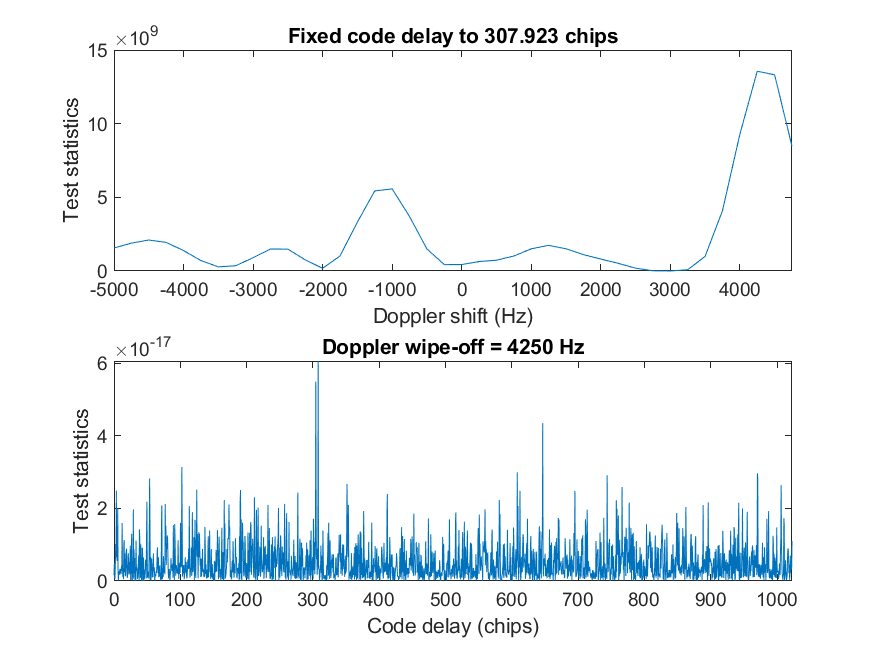 ×10^9
Fixed code delay to 307.923 chips
15
10
5
0
Test statistics
-5000 -4000 -3000 -2000 -1000 0 1000 2000 3000 4000
Doppler shift (Hz)
×10^-17
Doppler wipe-off = 4250 Hz
6
4
2
0
Test statistics
0 100 200 300 400 500 600 700 800 900 1000
Code delay (chips)